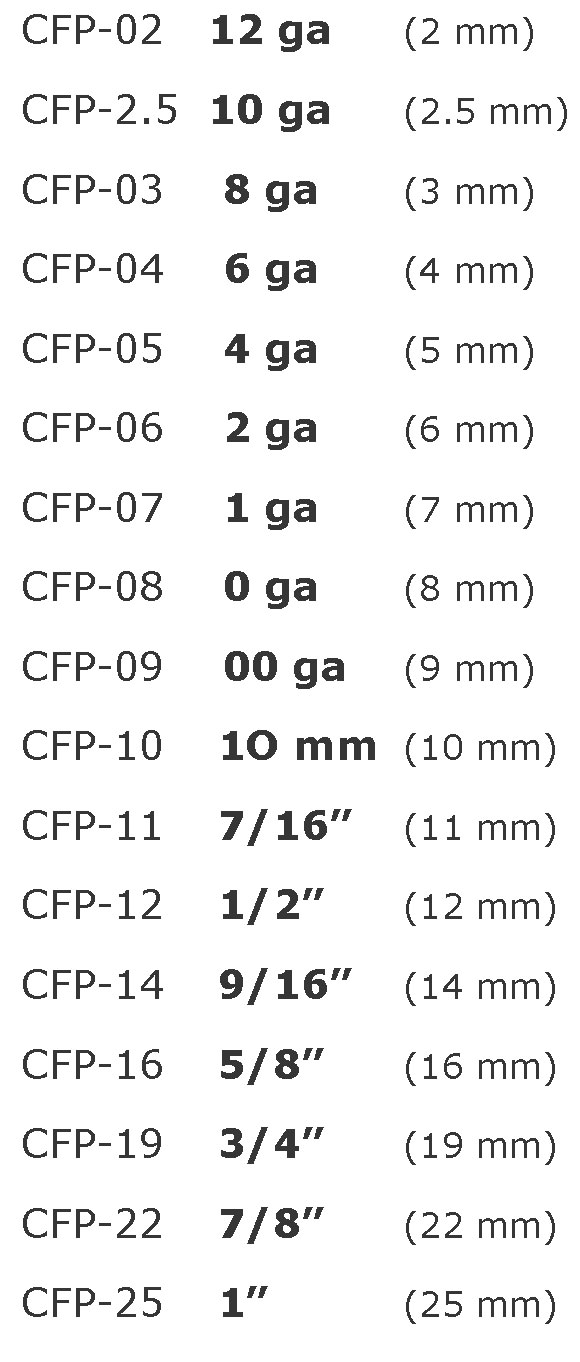 CFP-02 12 ga (2 mm)
CFP-2.5 10 ga (2.5 mm)
CFP-03 8 ga (3 mm)
CFP-04 6 ga (4 mm)
CFP-05 4 ga (5 mm)
CFP-06 2 ga (6 mm)
CFP-07 1 ga (7 mm)
CFP-08 0 ga (8 mm)
CFP-09 00 ga (9 mm)
CFP-10 1O mm (10 mm)
CFP-11 7/16” (11 mm)
CFP-12 1/2” (12 mm)
CFP-14 9/16” (14 mm)
CFP-16 5/8” (16 mm)
CFP-19 3/4” (19 mm)
CFP-22 7/8” (22 mm)
CFP-25 1” (25 mm)